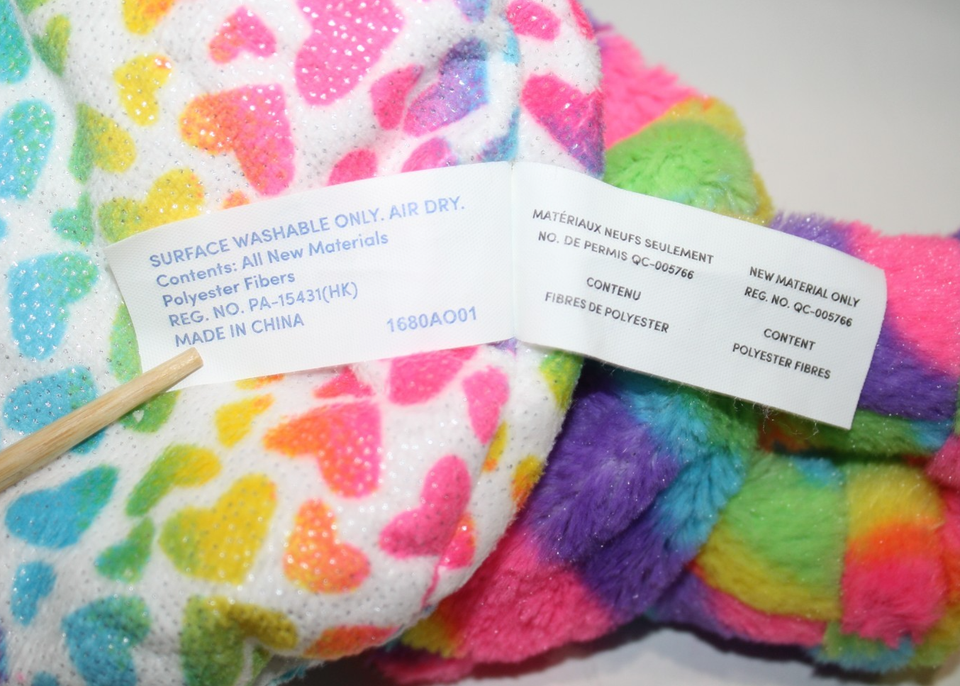 SURFACE WASHABLE ONLY. AIR DRY.
Contents: All New Materials
Polyester Fibers
REG. NO. PA-15431(HK)
MADE IN CHINA
1680AO01
MATÉRIAUX NEUFS SEULEMENT
NO. DE PERMIS QC-005766
CONTENU
FIBRES DE POLYESTER
NEW MATERIAL ONLY
REG. NO. QC-005766
CONTENT
POLYESTER FIBRES